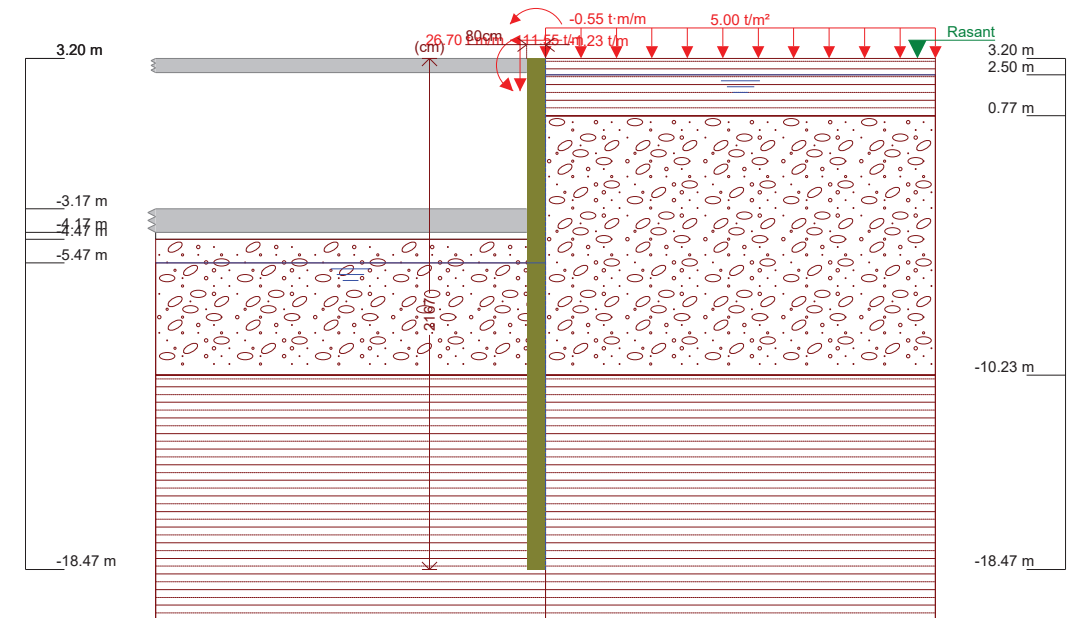 -0.55 t·m/m
5.00 t/m²
Rasant
80cm
(cm)
3.20 m
3.20 m
2.50 m
0.77 m
-3.17 m
-4.17 m
-4.47 m
-5.47 m
2167
-10.23 m
-18.47 m
-18.47 m